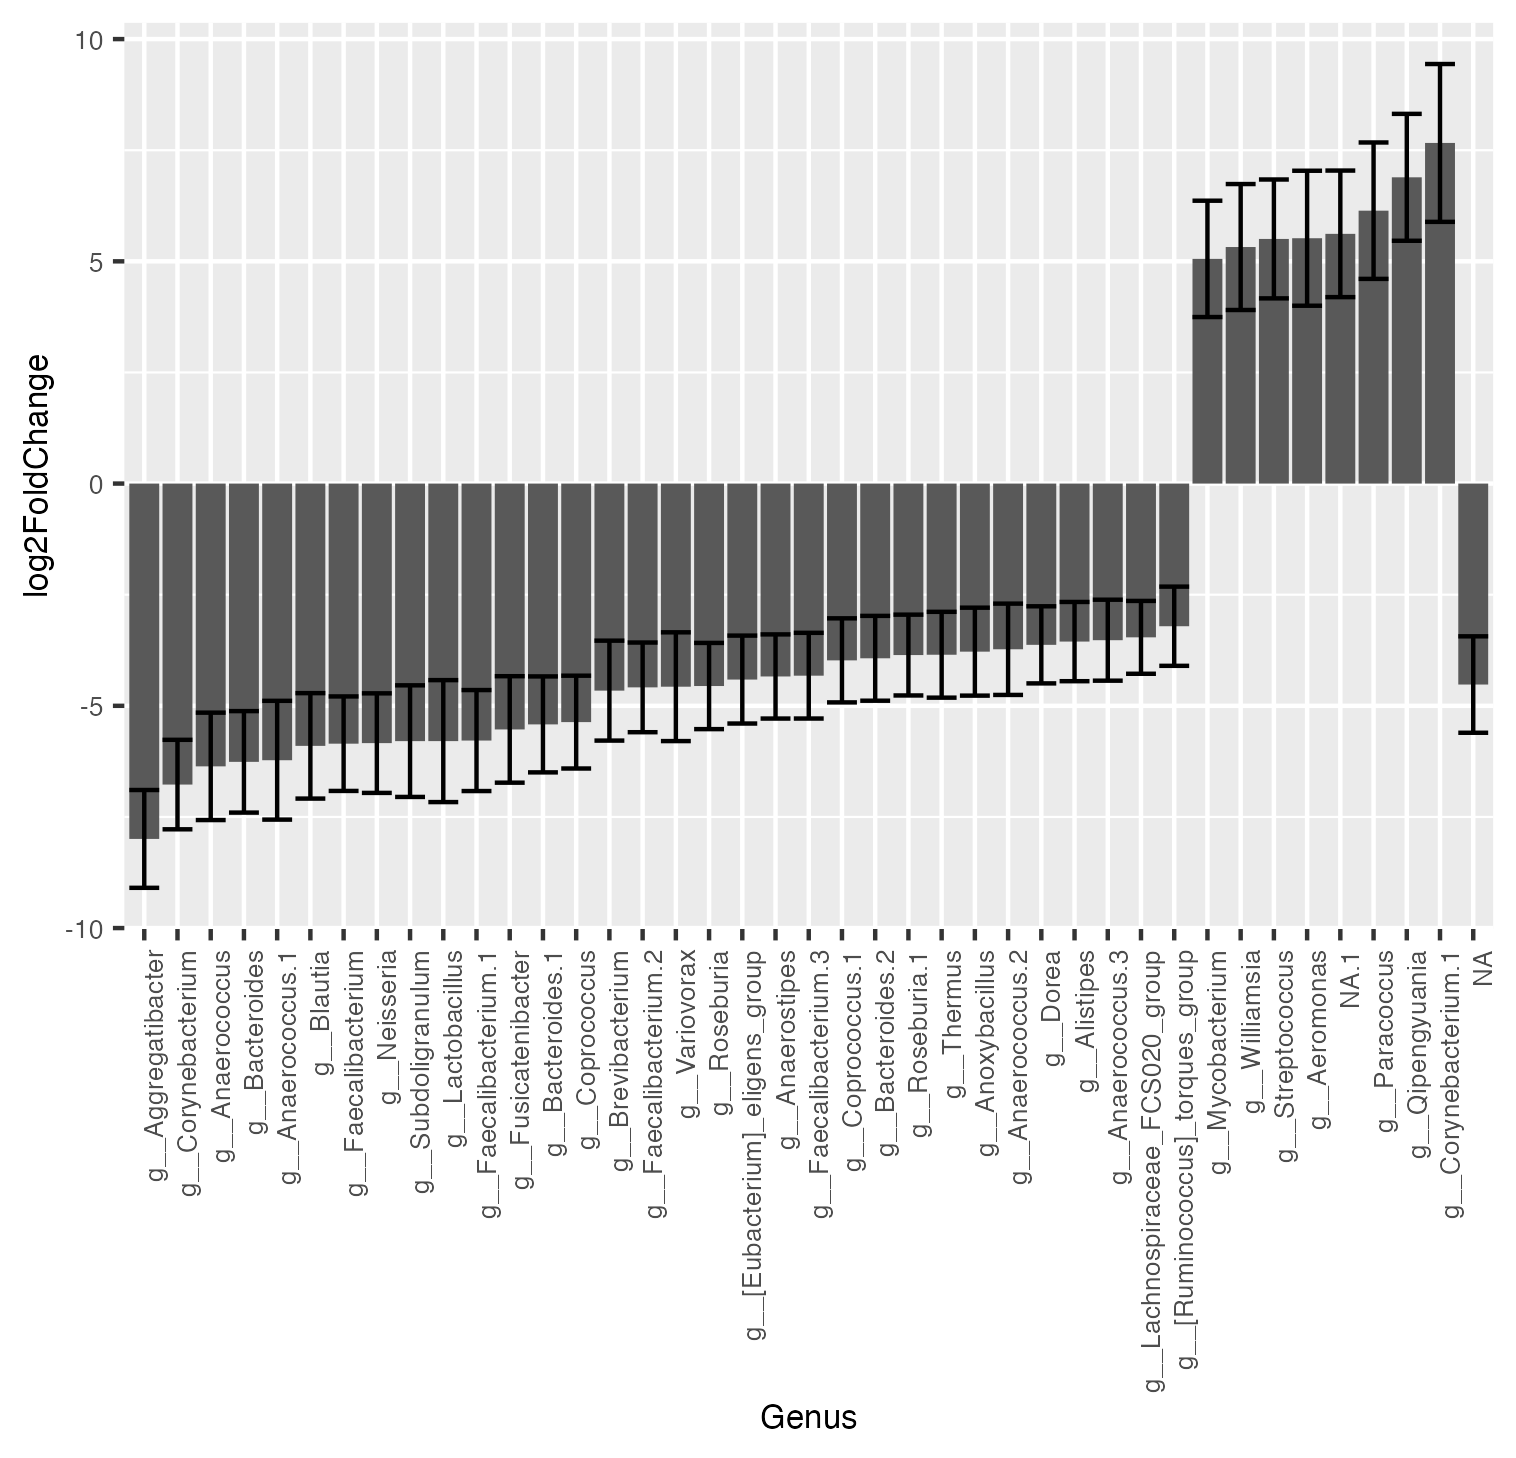 log2FoldChange
10
5
0
-5
-10
g__Aggregatibacter
g__Corynebacterium
g__Anaerococcus
g__Bacteroides
g__Anaerococcus.1
g__Blautia
g__Faecalibacterium
g__Neisseria
g__Subdoligranulum
g__Lactobacillus
g__Faecalibacterium.1
g__Fusicatenibacter
g__Bacteroides.1
g__Coprococcus
g__Brevibacterium
g__Faecalibacterium.2
g__Variovorax
g__Roseburia
g__[Eubacterium]_eligens_group
g__Anaerostipes
g__Faecalibacterium.3
g__Coprococcus.1
g__Bacteroides.2
g__Roseburia.1
g__Thermus
g__Anoxybacillus
g__Anaerococcus.2
g__Dorea
g__Alistipes
g__Anaerococcus.3
g__Lachnospiraceae_FCS020_group
g__[Ruminococcus]_torques_group
g__Mycobacterium
g__Williamsia
g__Streptococcus
g__Aeromonas
NA.1
g__Paracoccus
g__Qipengyuania
g__Corynebacterium.1
NA
Genus